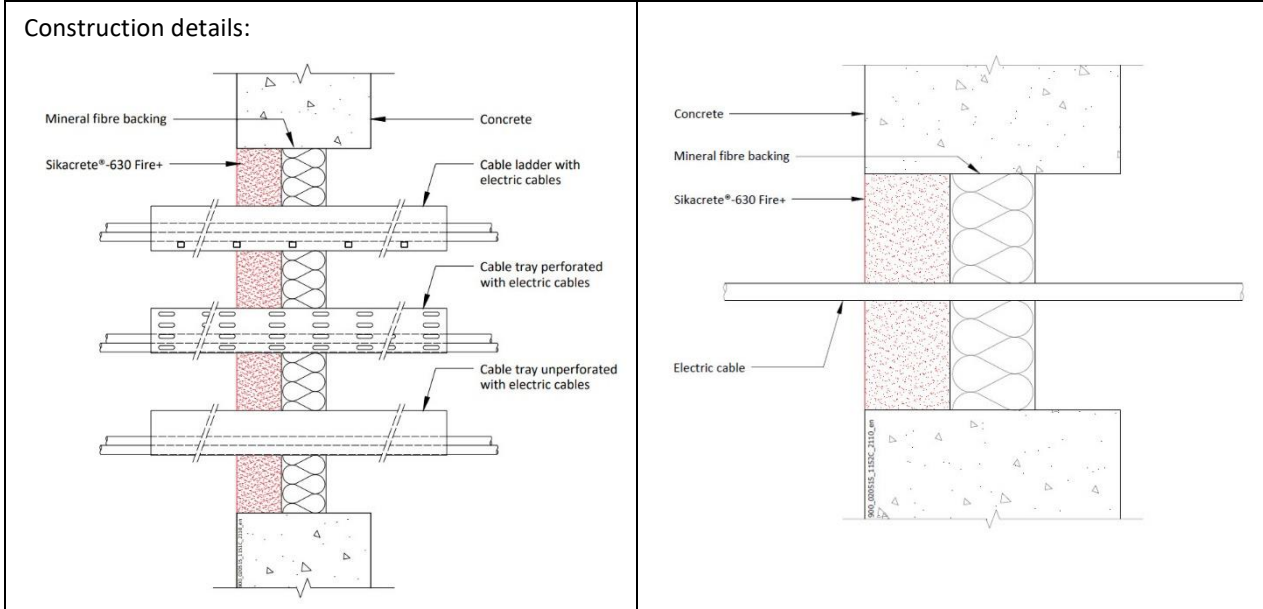 Construction details:
Mineral fibre backing
Sikacrete®-630 Fire+
Concrete
Cable ladder with
electric cables
Cable tray perforated
with electric cables
Cable tray unperforated
with electric cables
Concrete
Mineral fibre backing
Sikacrete®-630 Fire+
Electric cable
900_020515_1152C_2110_en